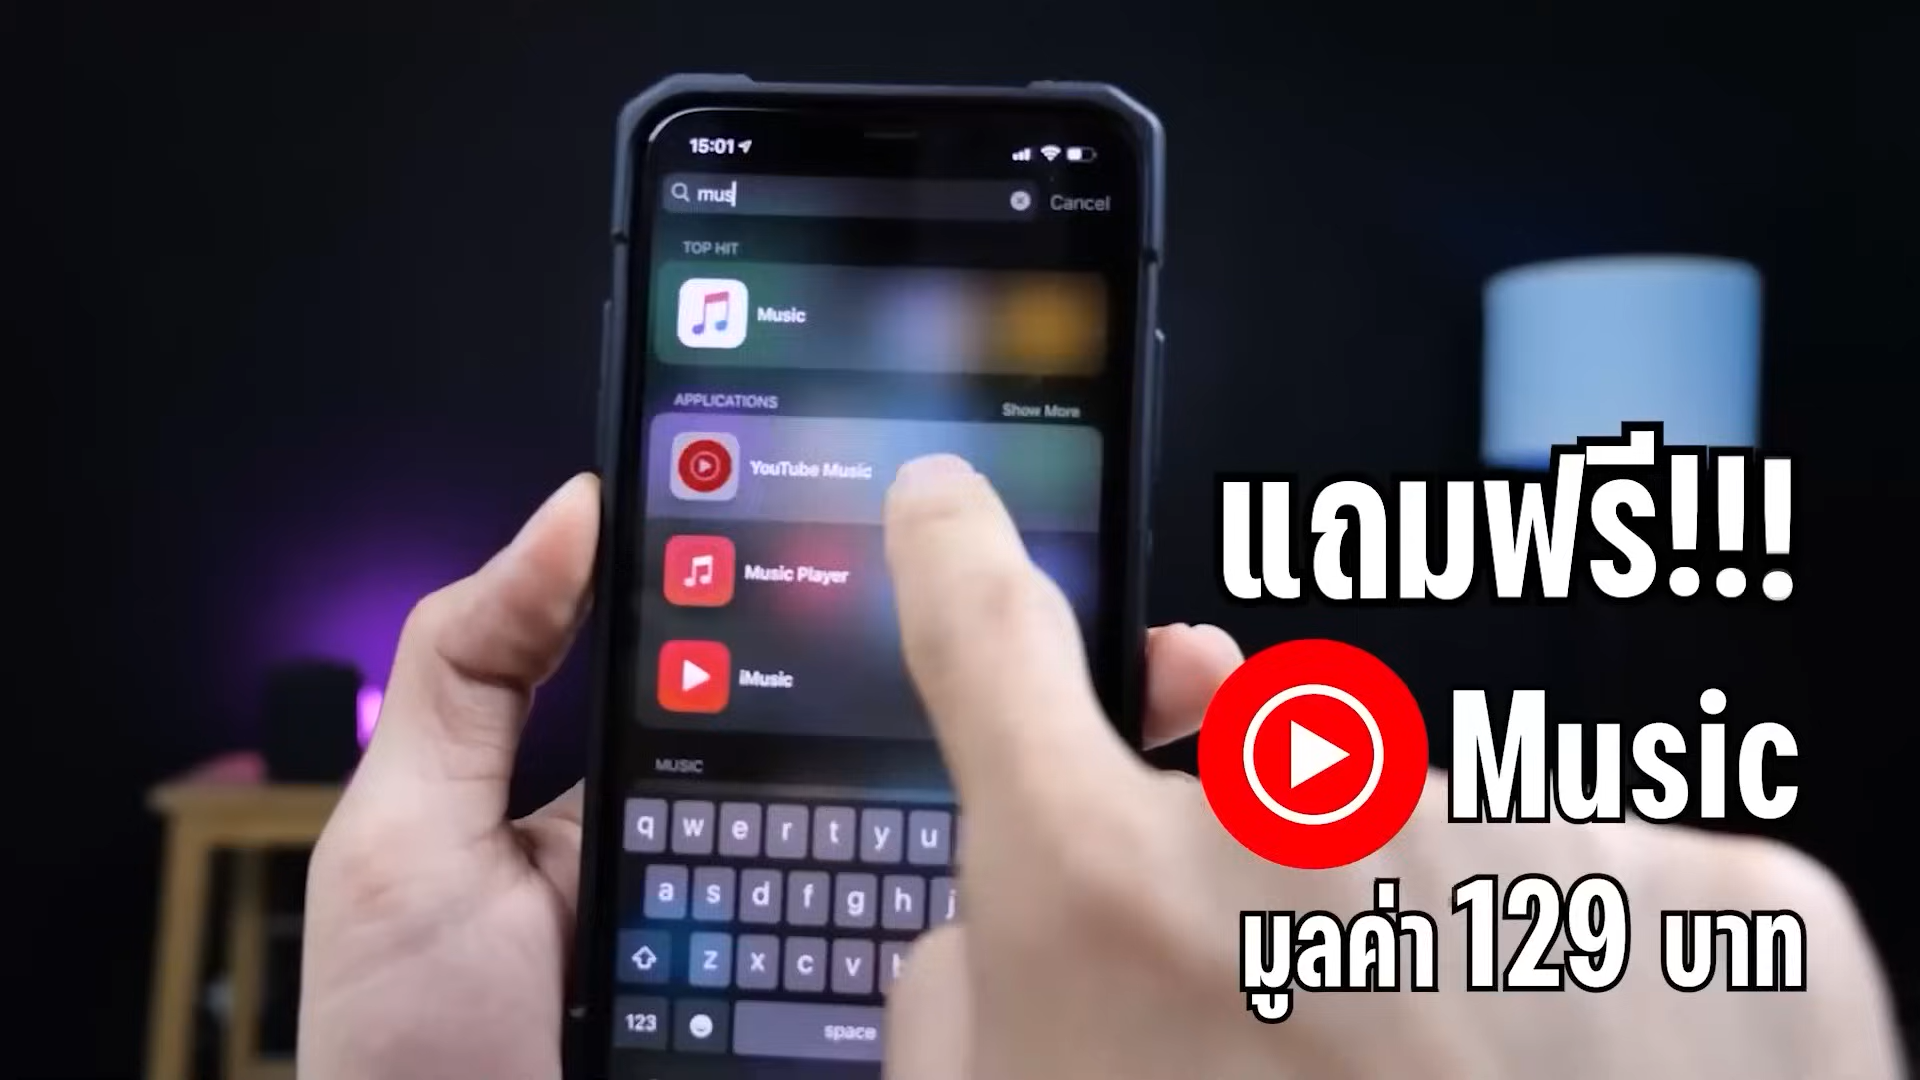 15:01
mus
Cancel
TOP HIT
Music
APPLICATIONS
Show More
YouTube Music
Music Player
iMusic
MUSIC
q w e r t y u
a s d f g h j
z x c v
123
space
แถมฟรี!!!
Music
มูลค่า 129 บาท